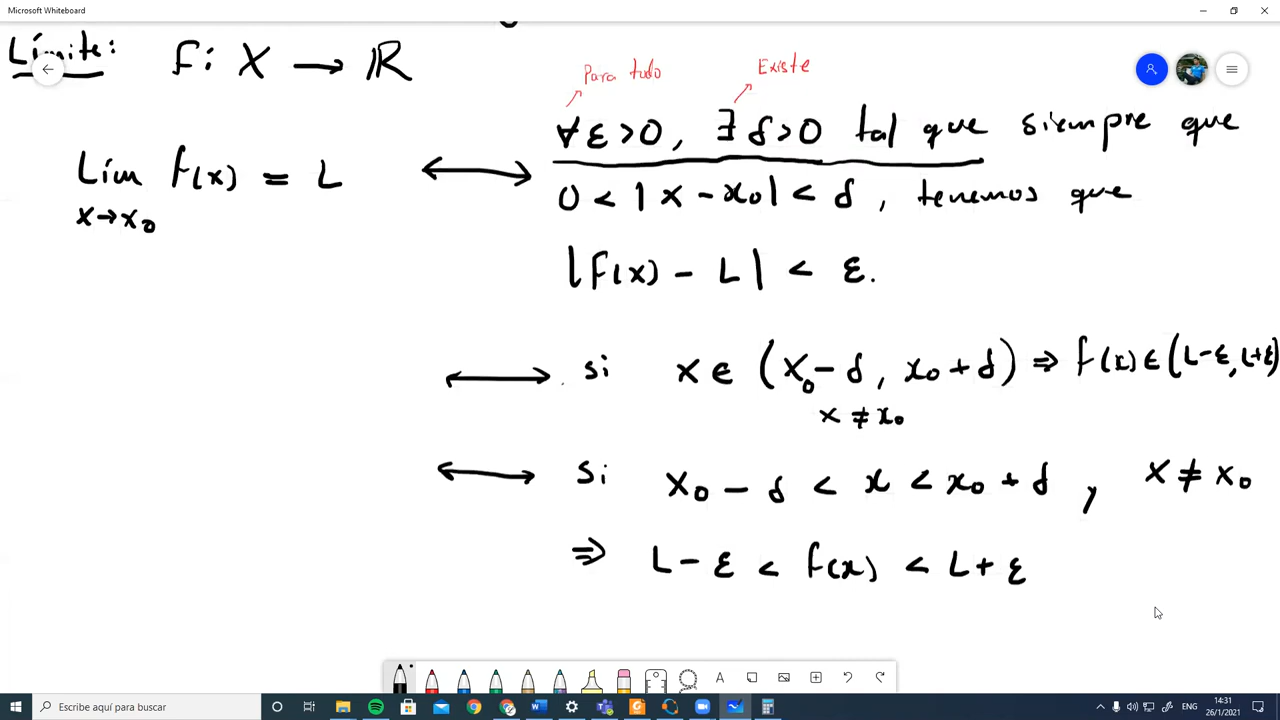 Microsoft Whiteboard
Límite: f: X → ℝ
Para todo
Existe
∀ε>0, ∃δ>0 tal que siempre que
Lím f(x) = L ⟷
x→x₀
0 < |x - x₀| < δ, tenemos que
|f(x) - L| < ε.
⟷ si x ∈ (x₀-δ, x₀+δ) ⇒ f(x) ∈ (L-ε, L+ε)
x ≠ x₀
⟷ si x₀ - δ < x < x₀ + δ, x ≠ x₀
⇒ L - ε < f(x) < L + ε
A
Escribe aquí para buscar
14:31
26/1/2021